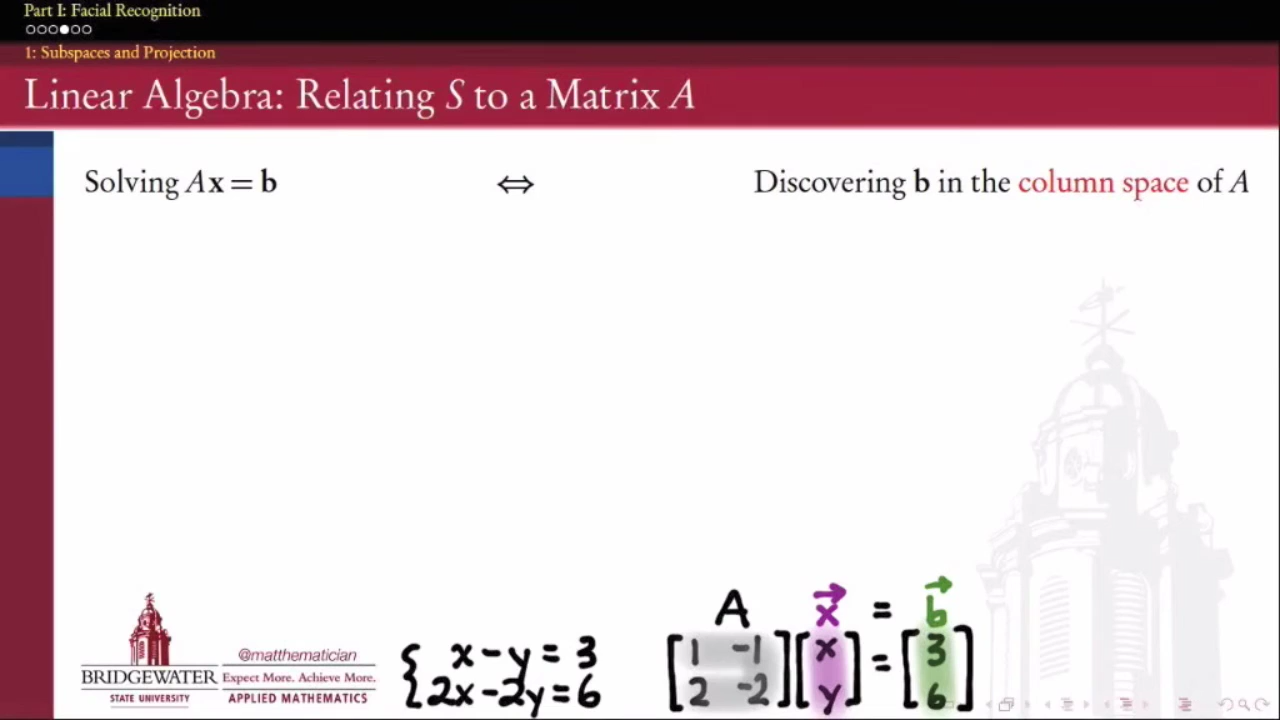 Part I: Facial Recognition
1: Subspaces and Projection
Linear Algebra: Relating S to a Matrix A
Solving Ax = b ⇔ Discovering b in the column space of A
@matthematician
BRIDGEWATER Expect More. Achieve More.
STATE UNIVERSITY APPLIED MATHEMATICS
{ x - y = 3
2x - 2y = 6
A x⃗ = b⃗
[1 -1] [x] = [3]
[2 -2] [y] [6]